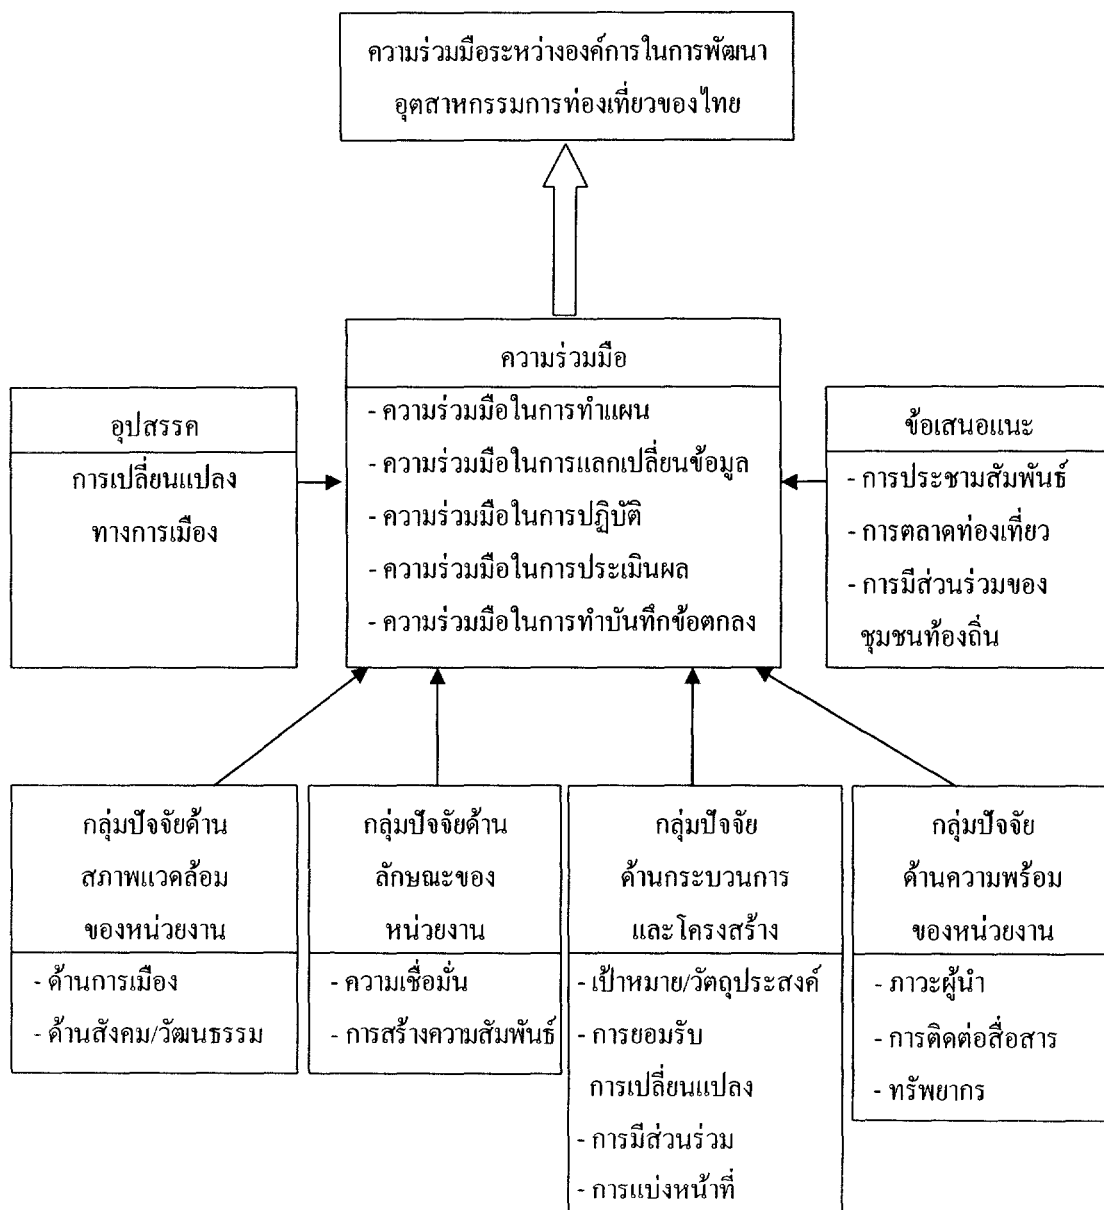 ความร่วมมือระหว่างองค์การในการพัฒนา
อุตสาหกรรมการท่องเที่ยวของไทย
ความร่วมมือ
- ความร่วมมือในการทำแผน
- ความร่วมมือในการแลกเปลี่ยนข้อมูล
- ความร่วมมือในการปฏิบัติ
- ความร่วมมือในการประเมินผล
- ความร่วมมือในการทำบันทึกข้อตกลง
อุปสรรค
การเปลี่ยนแปลง
ทางการเมือง
ข้อเสนอแนะ
- การประชามสัมพันธ์
- การตลาดท่องเที่ยว
- การมีส่วนร่วมของ
ชุมชนท้องถิ่น
กลุ่มปัจจัยด้าน
สภาพแวดล้อม
ของหน่วยงาน
- ด้านการเมือง
- ด้านสังคม/วัฒนธรรม
กลุ่มปัจจัยด้าน
ลักษณะของ
หน่วยงาน
- ความเชื่อมั่น
- การสร้างความสัมพันธ์
กลุ่มปัจจัย
ด้านกระบวนการ
และโครงสร้าง
- เป้าหมาย/วัตถุประสงค์
- การยอมรับ
การเปลี่ยนแปลง
- การมีส่วนร่วม
- การแบ่งหน้าที่
กลุ่มปัจจัย
ด้านความพร้อม
ของหน่วยงาน
- ภาวะผู้นำ
- การติดต่อสื่อสาร
- ทรัพยากร